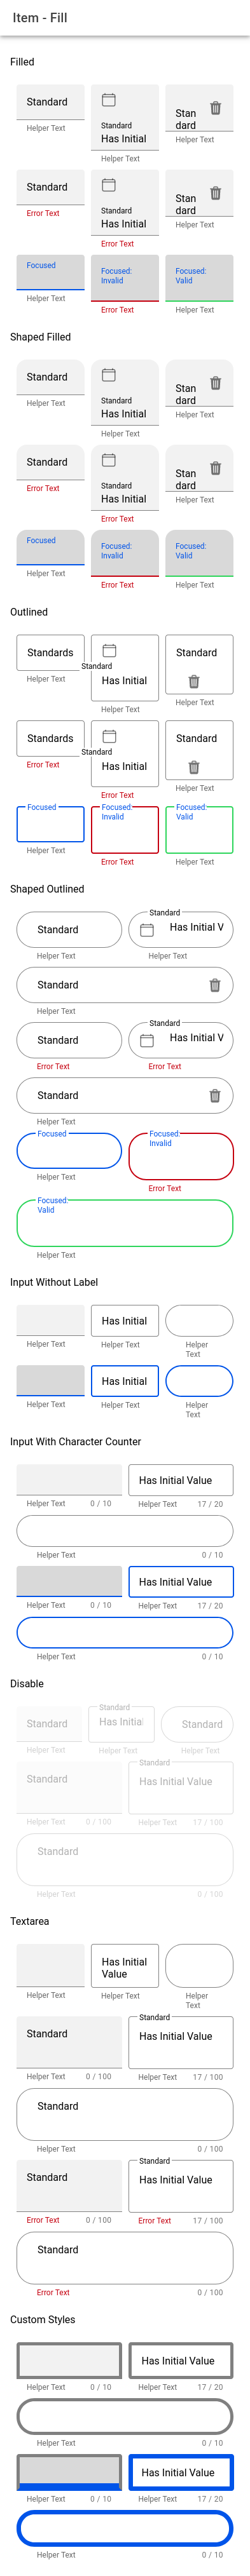 Item - Fill
Filled
Standard
Helper Text
Standard
Has Initial
Helper Text
Stan
dard
Helper Text
Standard
Error Text
Standard
Has Initial
Error Text
Stan
dard
Helper Text
Focused
Helper Text
Focused:
Invalid
Error Text
Focused:
Valid
Helper Text
Shaped Filled
Standard
Helper Text
Standard
Has Initial
Helper Text
Stan
dard
Helper Text
Standard
Error Text
Standard
Has Initial
Error Text
Stan
dard
Helper Text
Focused
Helper Text
Focused:
Invalid
Error Text
Focused:
Valid
Helper Text
Outlined
Standards
Helper Text
Standard
Has Initial
Helper Text
Standard
Helper Text
Standards
Error Text
Standard
Has Initial
Error Text
Standard
Helper Text
Focused
Helper Text
Focused:
Invalid
Error Text
Focused:
Valid
Helper Text
Shaped Outlined
Standard
Helper Text
Standard
Has Initial V
Helper Text
Standard
Helper Text
Standard
Error Text
Standard
Has Initial V
Error Text
Standard
Helper Text
Focused
Helper Text
Focused:
Invalid
Error Text
Focused:
Valid
Helper Text
Input Without Label
Helper Text
Has Initial
Helper Text
Helper
Text
Helper Text
Has Initial
Helper Text
Helper
Text
Input With Character Counter
Helper Text 0 / 10
Has Initial Value
Helper Text 17 / 20
Helper Text 0 / 10
Helper Text 0 / 10
Has Initial Value
Helper Text 17 / 20
Helper Text 0 / 10
Disable
Standard
Helper Text
Standard
Has Initial
Helper Text
Standard
Helper Text
Standard
Helper Text 0 / 100
Standard
Has Initial Value
Helper Text 17 / 100
Standard
Helper Text 0 / 100
Textarea
Helper Text
Has Initial
Value
Helper Text
Helper
Text
Standard
Helper Text 0 / 100
Standard
Has Initial Value
Helper Text 17 / 100
Standard
Helper Text 0 / 100
Standard
Error Text 0 / 100
Standard
Has Initial Value
Error Text 17 / 100
Standard
Error Text 0 / 100
Custom Styles
Helper Text 0 / 10
Has Initial Value
Helper Text 17 / 20
Helper Text 0 / 10
Helper Text 0 / 10
Has Initial Value
Helper Text 17 / 20
Helper Text 0 / 10